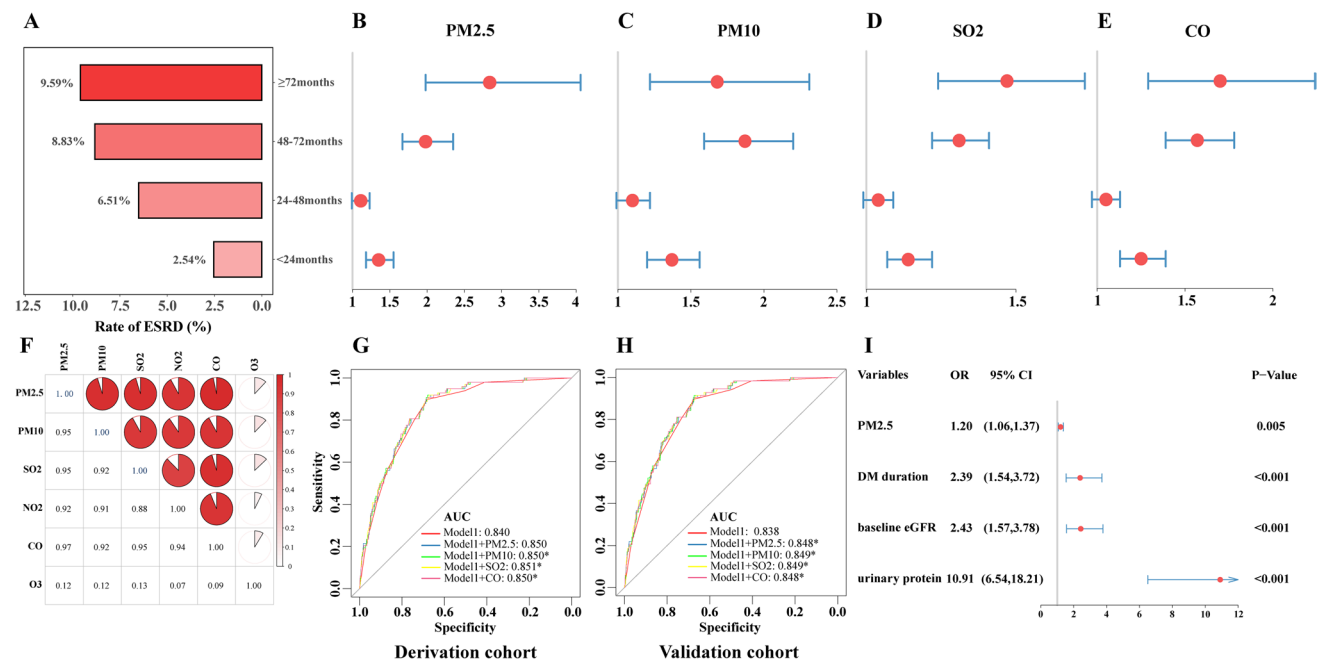 A
9.59%
8.83%
6.51%
2.54%
≥72months
48-72months
24-48months
<24months
12.5 10.0 7.5 5.0 2.5 0.0
Rate of ESRD (%)
B
PM2.5
1 1.5 2 2.5 3 3.5 4
C
PM10
1 1.5 2 2.5
D
SO2
1 1.5
E
CO
1 1.5 2
F
PM2.5 PM10 SO2 NO2 CO O3
PM2.5 1.00
PM10 0.95 1.00
SO2 0.95 0.92 1.00
NO2 0.92 0.91 0.88 1.00
CO 0.97 0.92 0.95 0.94 1.00
O3 0.12 0.12 0.13 0.07 0.09 1.00
1
0.9
0.8
0.7
0.6
0.5
0.4
0.3
0.2
0.1
0
G
Sensitivity
1.0
0.8
0.6
0.4
0.2
0.0
AUC
Model1: 0.840
Model1+PM2.5: 0.850
Model1+PM10: 0.850*
Model1+SO2: 0.851*
Model1+CO: 0.850*
1.0 0.8 0.6 0.4 0.2 0.0
Specificity
Derivation cohort
H
1.0
0.8
0.6
0.4
0.2
0.0
AUC
Model1: 0.838
Model1+PM2.5: 0.848*
Model1+PM10: 0.849*
Model1+SO2: 0.849*
Model1+CO: 0.848*
1.0 0.8 0.6 0.4 0.2 0.0
Specificity
Validation cohort
I
Variables OR 95% CI P−Value
PM2.5 1.20 (1.06,1.37) 0.005
DM duration 2.39 (1.54,3.72) <0.001
baseline eGFR 2.43 (1.57,3.78) <0.001
urinary protein 10.91 (6.54,18.21) <0.001
0 2 4 6 8 10 12